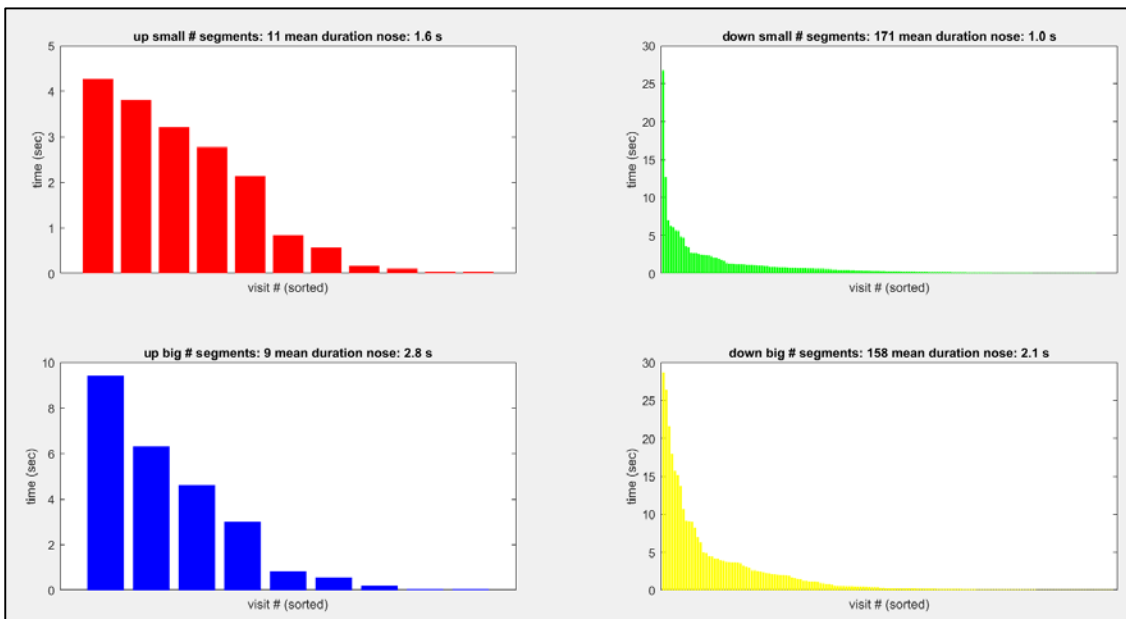 up small # segments: 11 mean duration nose: 1.6 s
5
4
3
2
1
0
time (sec)
visit # (sorted)
down small # segments: 171 mean duration nose: 1.0 s
30
25
20
15
10
5
0
time (sec)
visit # (sorted)
up big # segments: 9 mean duration nose: 2.8 s
10
8
6
4
2
0
time (sec)
visit # (sorted)
down big # segments: 158 mean duration nose: 2.1 s
30
25
20
15
10
5
0
time (sec)
visit # (sorted)